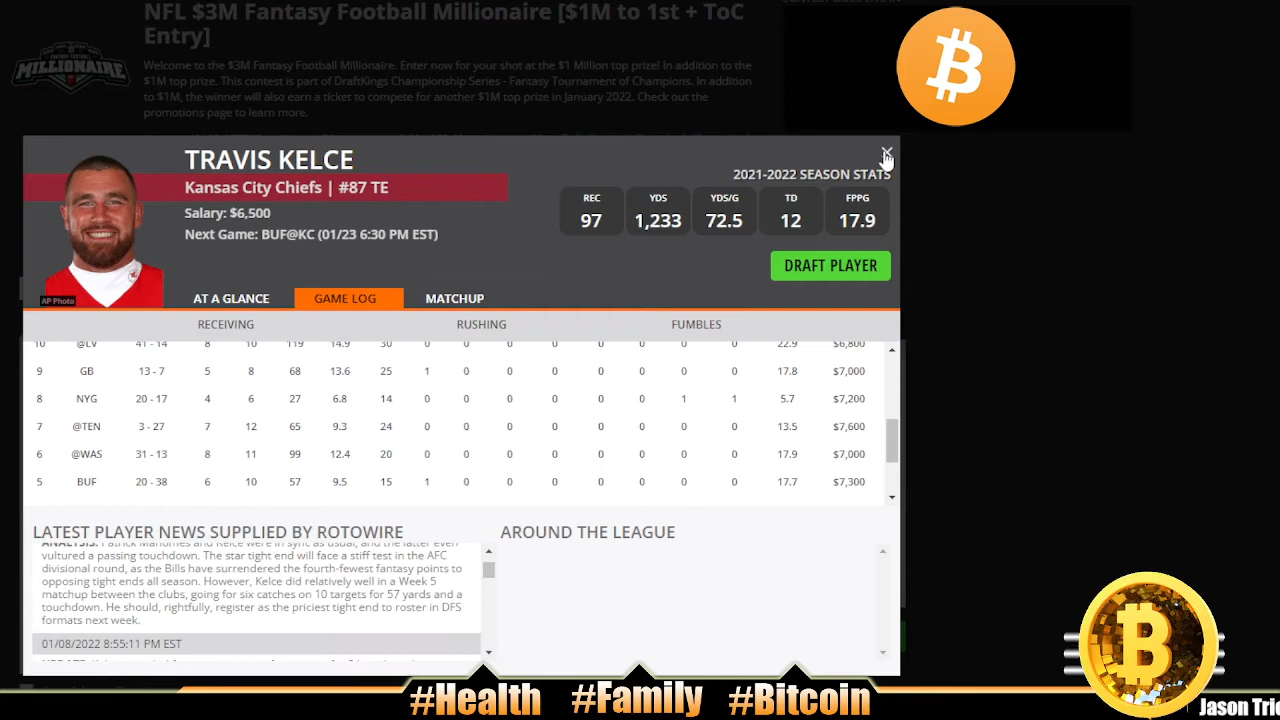 NFL $3M Fantasy Football Millionaire [$1M to 1st + ToC
Entry]
MILLIONAIRE
Welcome to the $3M Fantasy Football Millionaire. Enter now for your shot at the $1 Million top prize! In addition to the
$1M top prize. This contest is part of DraftKings Championship Series - Fantasy Tournament of Champions. In addition
to $1M, the winner will also earn a ticket to compete for another $1M top prize in January 2022. Check out the
promotions page to learn more.
TRAVIS KELCE
Kansas City Chiefs | #87 TE
Salary: $6,500
Next Game: BUF@KC (01/23 6:30 PM EST)
AP Photo
2021-2022 SEASON STATS
REC YDS YDS/G TD FPPG
97 1,233 72.5 12 17.9
DRAFT PLAYER
AT A GLANCE GAME LOG MATCHUP
RECEIVING RUSHING FUMBLES
10 @LV 41 - 14 8 10 119 14.9 30 0 0 0 0 0 0 0 0 22.9 $6,800
9 GB 13 - 7 5 8 68 13.6 25 1 0 0 0 0 0 0 0 17.8 $7,000
8 NYG 20 - 17 4 6 27 6.8 14 0 0 0 0 0 0 1 1 5.7 $7,200
7 @TEN 3 - 27 7 12 65 9.3 24 0 0 0 0 0 0 0 0 13.5 $7,600
6 @WAS 31 - 13 8 11 99 12.4 20 0 0 0 0 0 0 0 0 17.9 $7,000
5 BUF 20 - 38 6 10 57 9.5 15 1 0 0 0 0 0 0 0 17.7 $7,300
LATEST PLAYER NEWS SUPPLIED BY ROTOWIRE
ANALYSIS: Patrick Mahomes and Kelce were in sync as usual, and the latter even
vultured a passing touchdown. The star tight end will face a stiff test in the AFC
divisional round, as the Bills have surrendered the fourth-fewest fantasy points to
opposing tight ends all season. However, Kelce did relatively well in a Week 5
matchup between the clubs, going for six catches on 10 targets for 57 yards and a
touchdown. He should, rightfully, register as the priciest tight end to roster in DFS
formats next week.
01/08/2022 8:55:11 PM EST
AROUND THE LEAGUE
#Health #Family #Bitcoin
Jason